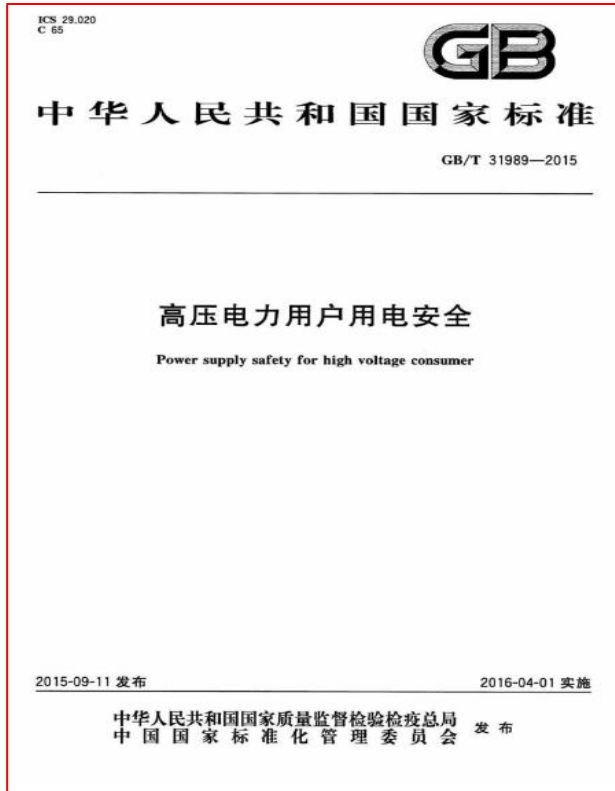 ICS 29.020
C 65
GB
中华人民共和国国家标准
GB/T 31989—2015
高压电力用户用电安全
Power supply safety for high voltage consumer
2015-09-11 发布
2016-04-01 实施
中华人民共和国国家质量监督检验检疫总局
中国国家标准化管理委员会
发布